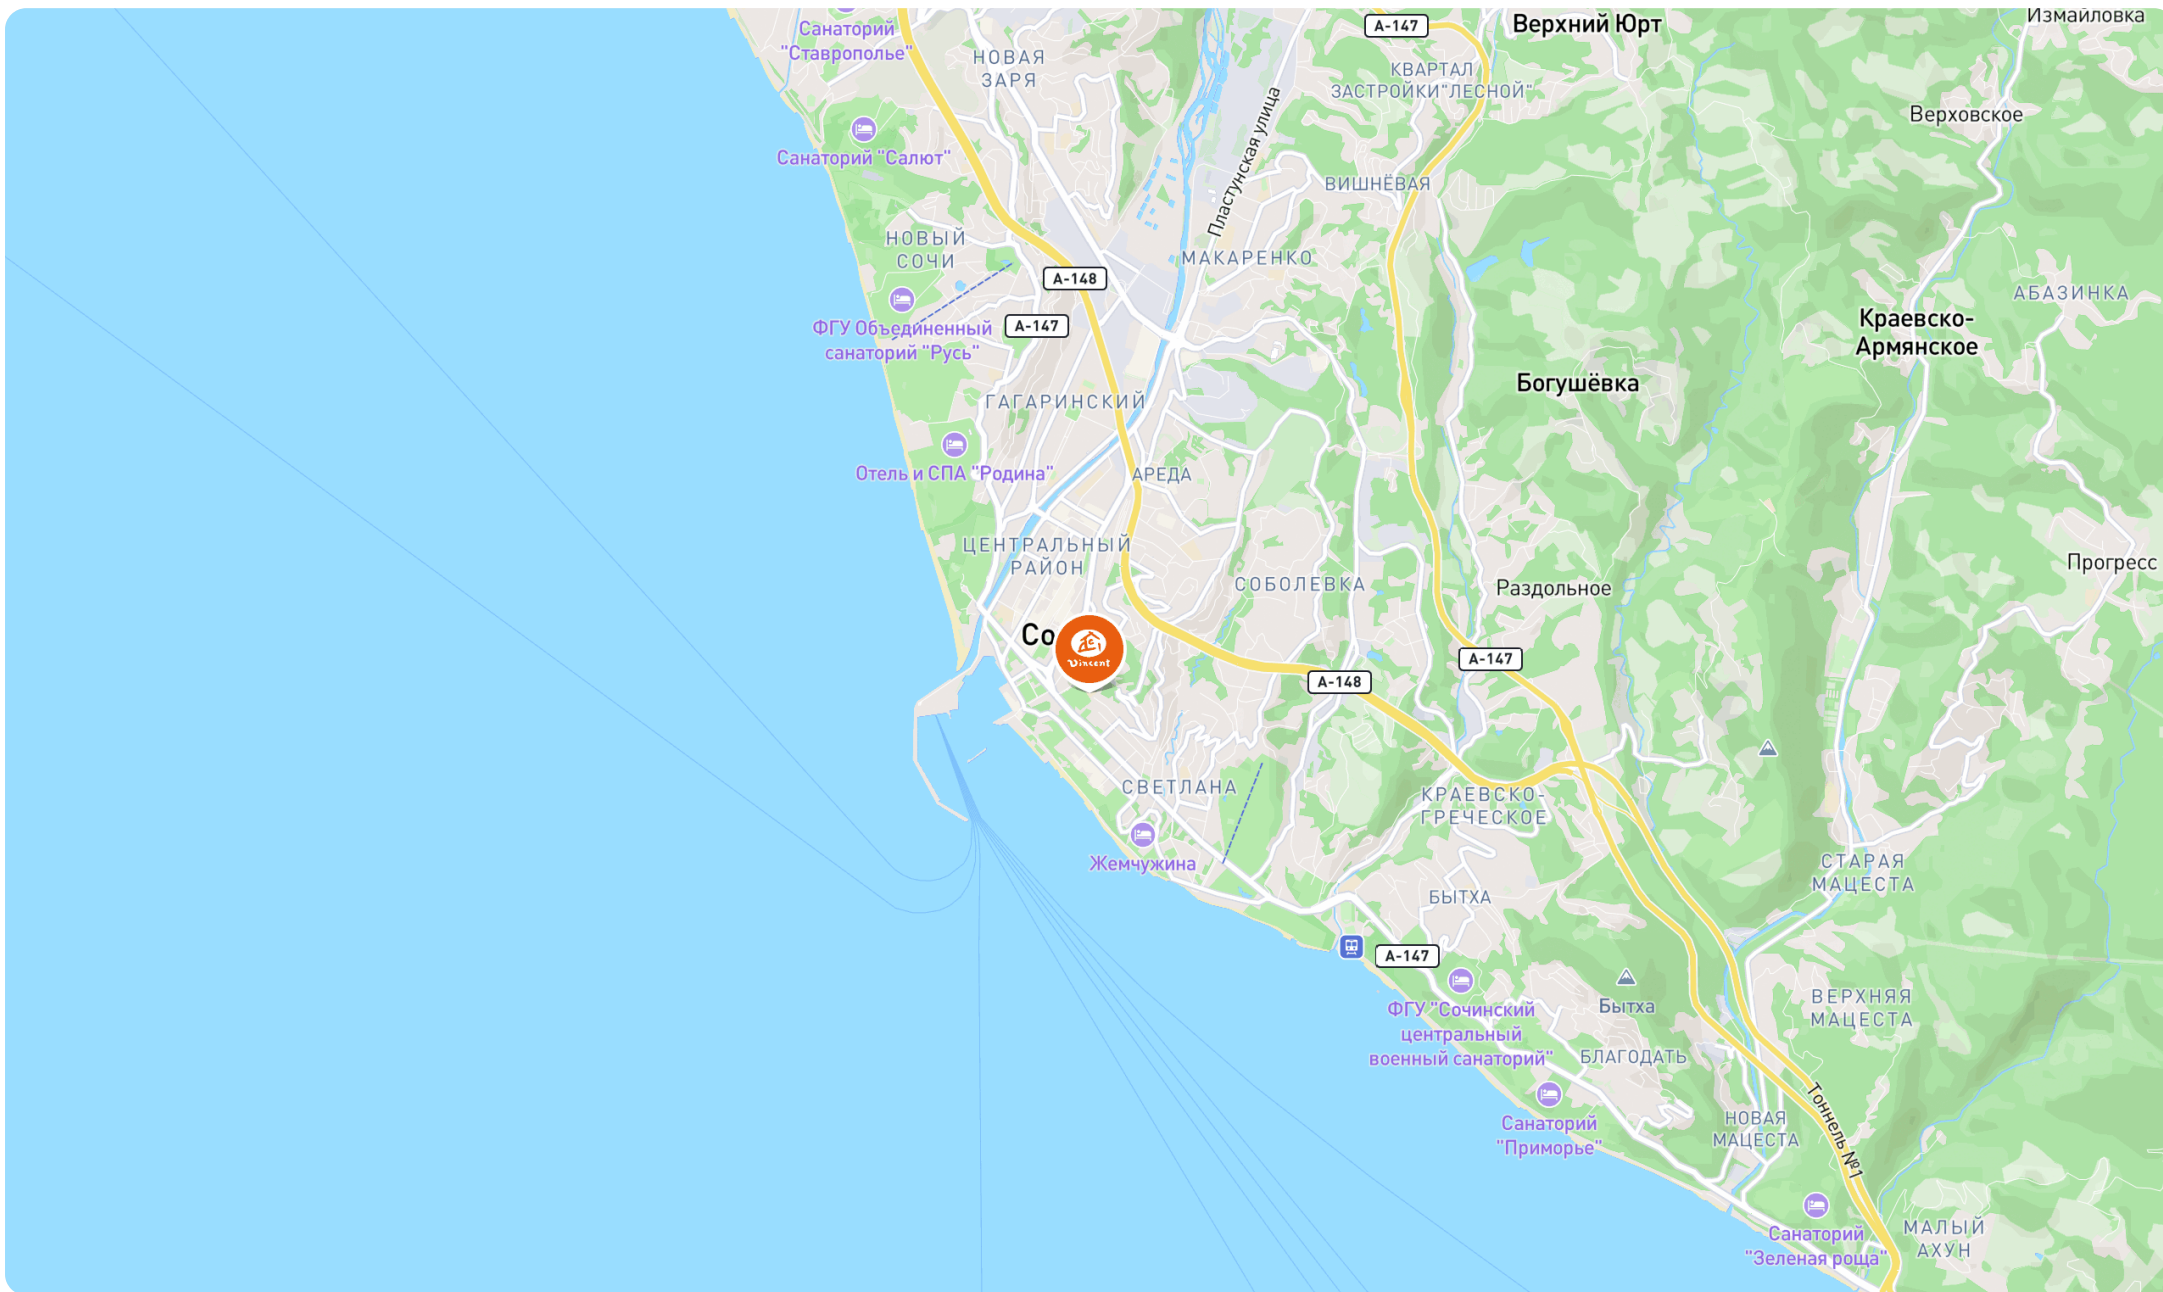 Санаторий
"Ставрополье"
НОВАЯ
ЗАРЯ
А-147
Верхний Юрт
Измайловка
КВАРТАЛ
ЗАСТРОЙКИ"ЛЕСНОЙ"
Верховское
Санаторий "Салют"
Пластунская улица
ВИШНЁВАЯ
НОВЫЙ
СОЧИ
МАКАРЕНКО
А-148
АБАЗИНКА
ФГУ Объединенный
санаторий "Русь"
А-147
Краевско-
Армянское
Богушёвка
ГАГАРИНСКИЙ
Отель и СПА "Родина"
АРЕДА
ЦЕНТРАЛЬНЫЙ
РАЙОН
СОБОЛЕВКА
Раздольное
Прогресс
Со
Vincent
А-147
А-148
СВЕТЛАНА
КРАЕВСКО-
ГРЕЧЕСКОЕ
Жемчужина
СТАРАЯ
МАЦЕСТА
БЫТХА
А-147
ФГУ "Сочинский
центральный
военный санаторий"
Бытха
ВЕРХНЯЯ
МАЦЕСТА
БЛАГОДАТЬ
Санаторий
"Приморье"
НОВАЯ
МАЦЕСТА
Тоннель №1
Санаторий
"Зеленая роща"
МАЛЫЙ
АХУН